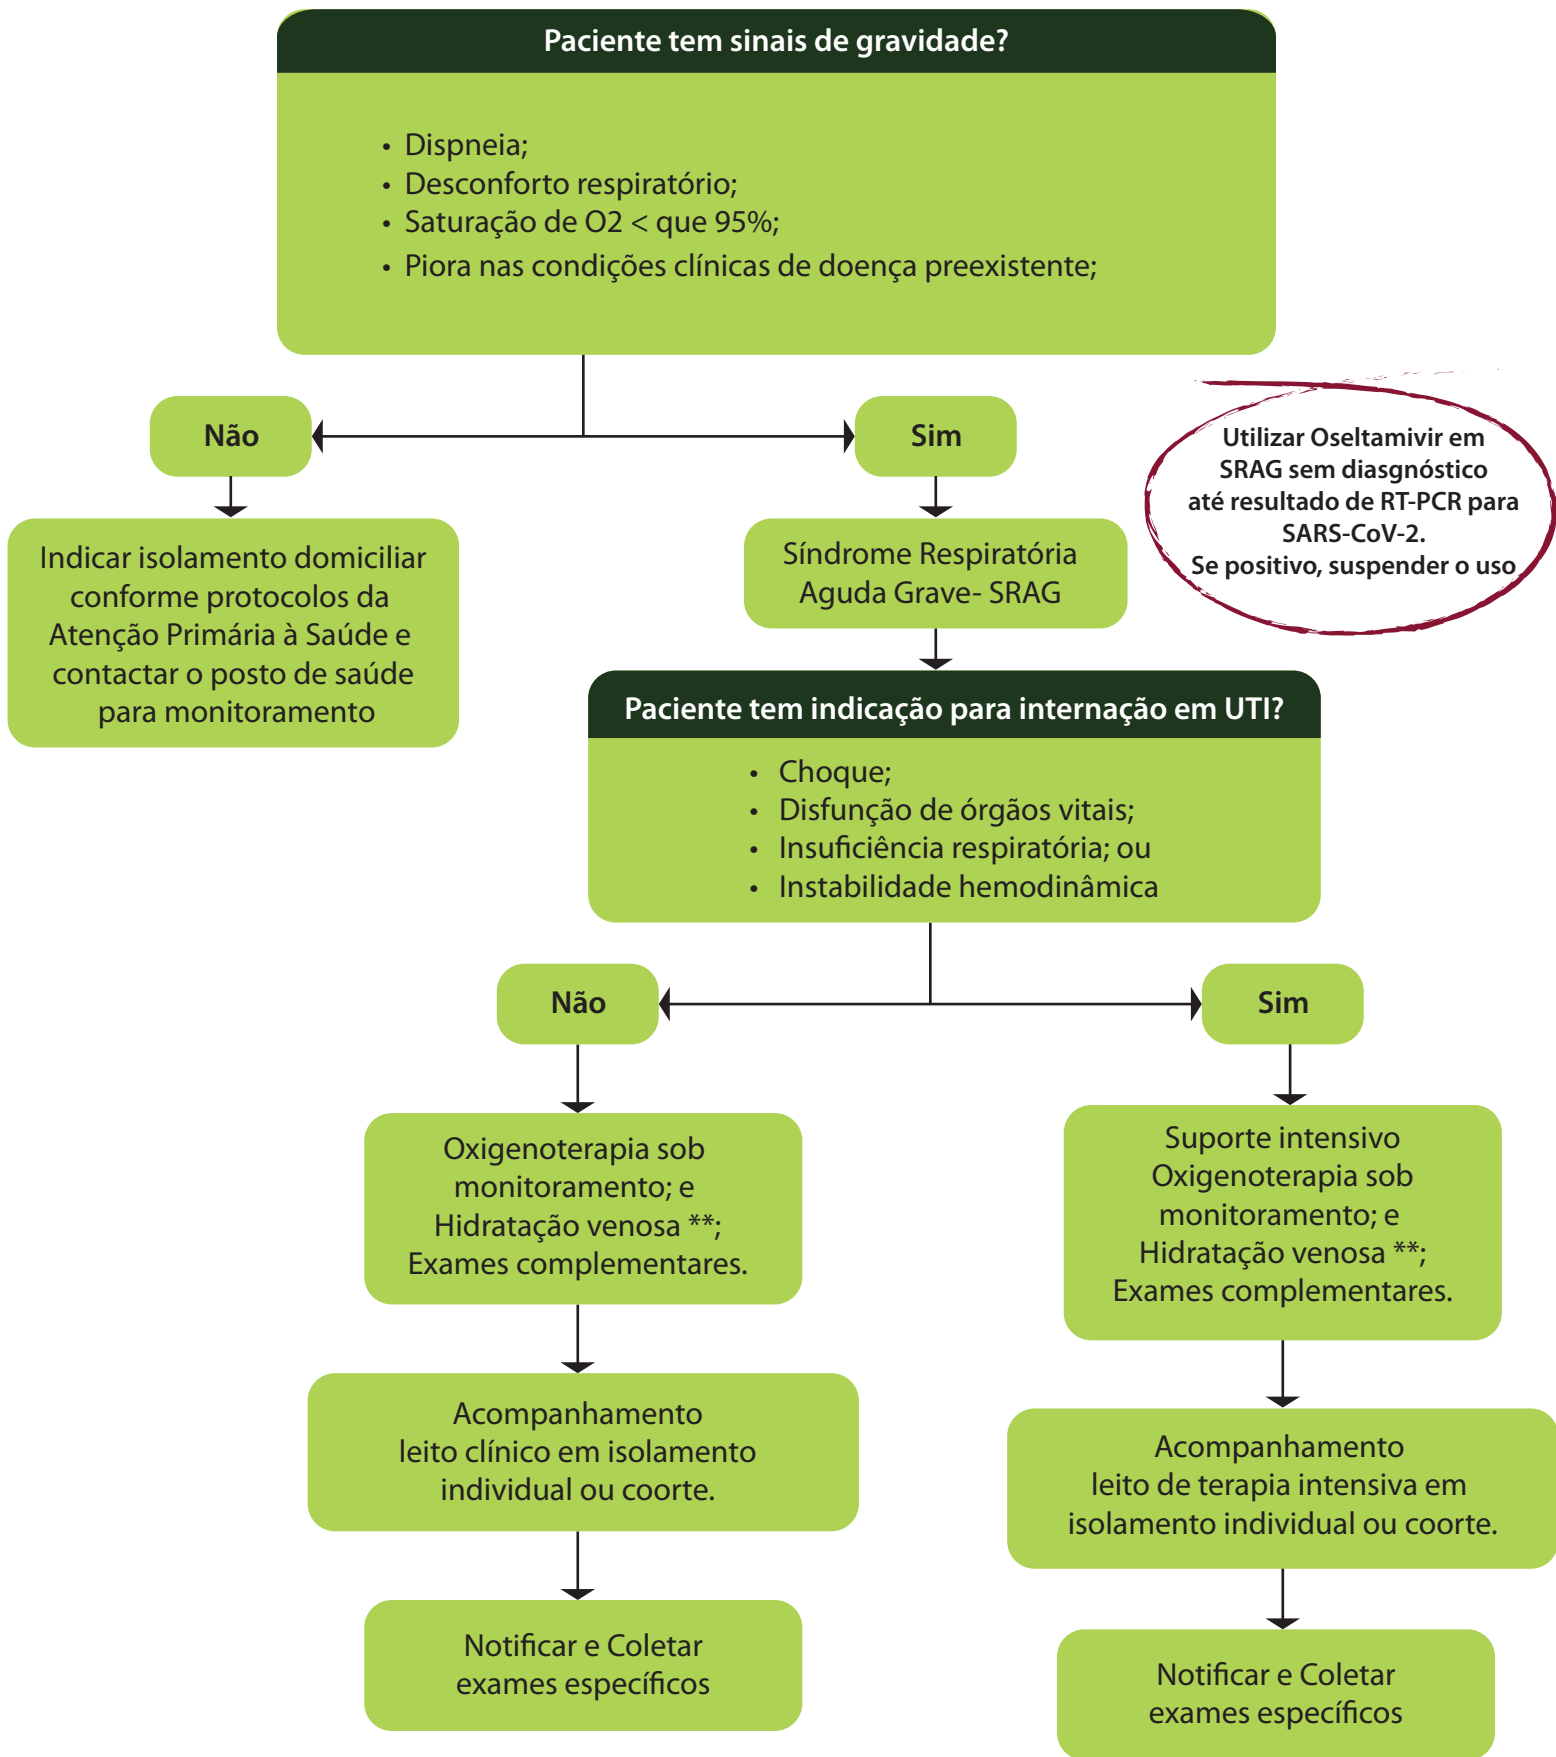 Paciente tem sinais de gravidade?
• Dispneia;
• Desconforto respiratório;
• Saturação de O2 < que 95%;
• Piora nas condições clínicas de doença preexistente;
Não
Sim
Utilizar Oseltamivir em
SRAG sem diasgnóstico
até resultado de RT-PCR para
SARS-CoV-2.
Se positivo, suspender o uso
Indicar isolamento domiciliar
conforme protocolos da
Atenção Primária à Saúde e
contactar o posto de saúde
para monitoramento
Síndrome Respiratória
Aguda Grave- SRAG
Paciente tem indicação para internação em UTI?
• Choque;
• Disfunção de órgãos vitais;
• Insuficiência respiratória; ou
• Instabilidade hemodinâmica
Não
Sim
Oxigenoterapia sob
monitoramento; e
Hidratação venosa **;
Exames complementares.
Suporte intensivo
Oxigenoterapia sob
monitoramento; e
Hidratação venosa **;
Exames complementares.
Acompanhamento
leito clínico em isolamento
individual ou coorte.
Acompanhamento
leito de terapia intensiva em
isolamento individual ou coorte.
Notificar e Coletar
exames específicos
Notificar e Coletar
exames específicos